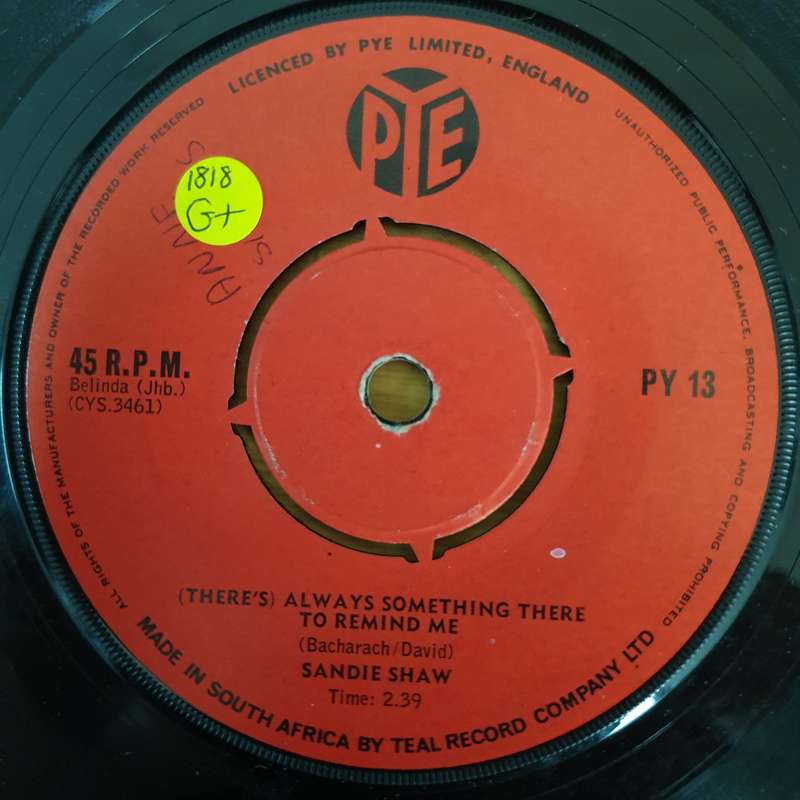 LICENCED BY PYE LIMITED, ENGLAND
PYE
UNAUTHORIZED PUBLIC PERFORMANCE, BROADCASTING AND COPYING PROHIBITED
ALL RIGHTS OF THE MANUFACTURERS AND OWNER OF THE RECORDED WORK RESERVED
1818
G+
ANNIE
S
45 R.P.M.
Belinda (Jhb.)
(CYS.3461)
PY 13
(THERE'S) ALWAYS SOMETHING THERE
TO REMIND ME
(Bacharach/David)
SANDIE SHAW
Time: 2.39
MADE IN SOUTH AFRICA BY TEAL RECORD COMPANY LTD